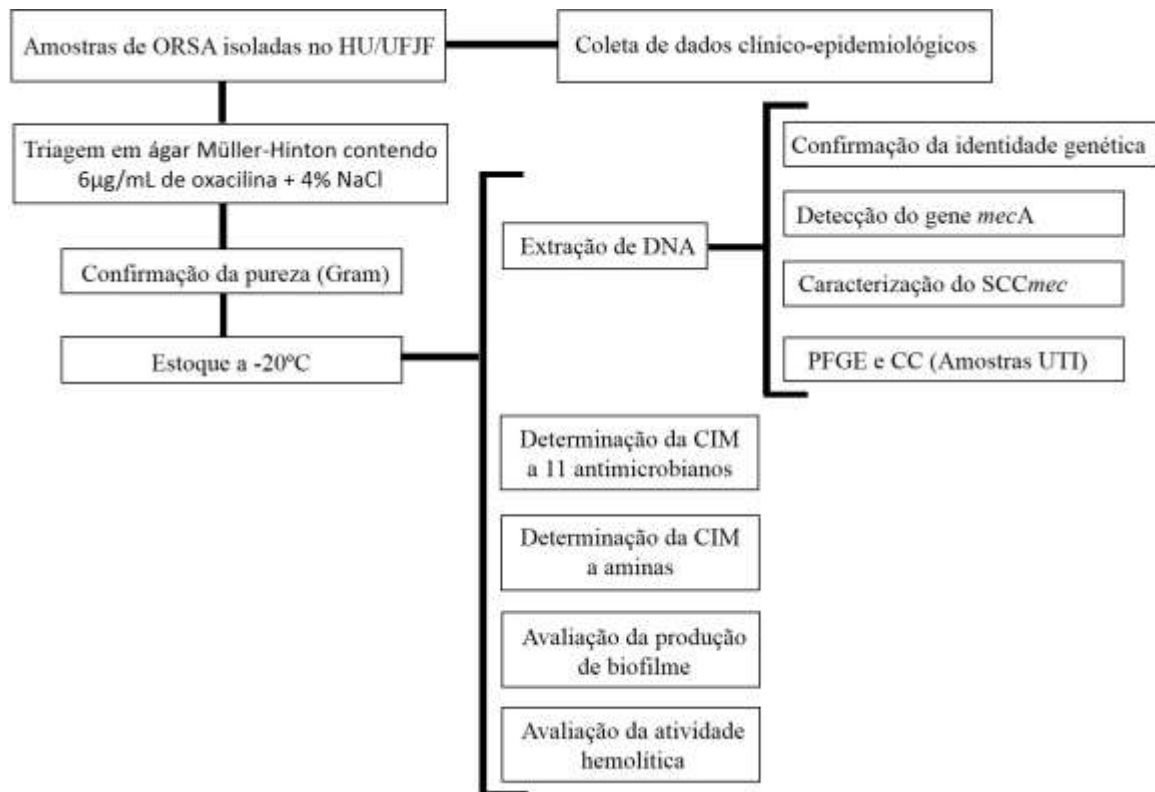 Amostras de ORSA isoladas no HU/UFJF
Coleta de dados clínico-epidemiológicos
Triagem em ágar Müller-Hinton contendo
6µg/mL de oxacilina + 4% NaCl
Confirmação da pureza (Gram)
Estoque a -20ºC
Extração de DNA
Confirmação da identidade genética
Detecção do gene mecA
Caracterização do SCCmec
PFGE e CC (Amostras UTI)
Determinação da CIM
a 11 antimicrobianos
Determinação da CIM
a aminas
Avaliação da produção
de biofilme
Avaliação da atividade
hemolítica